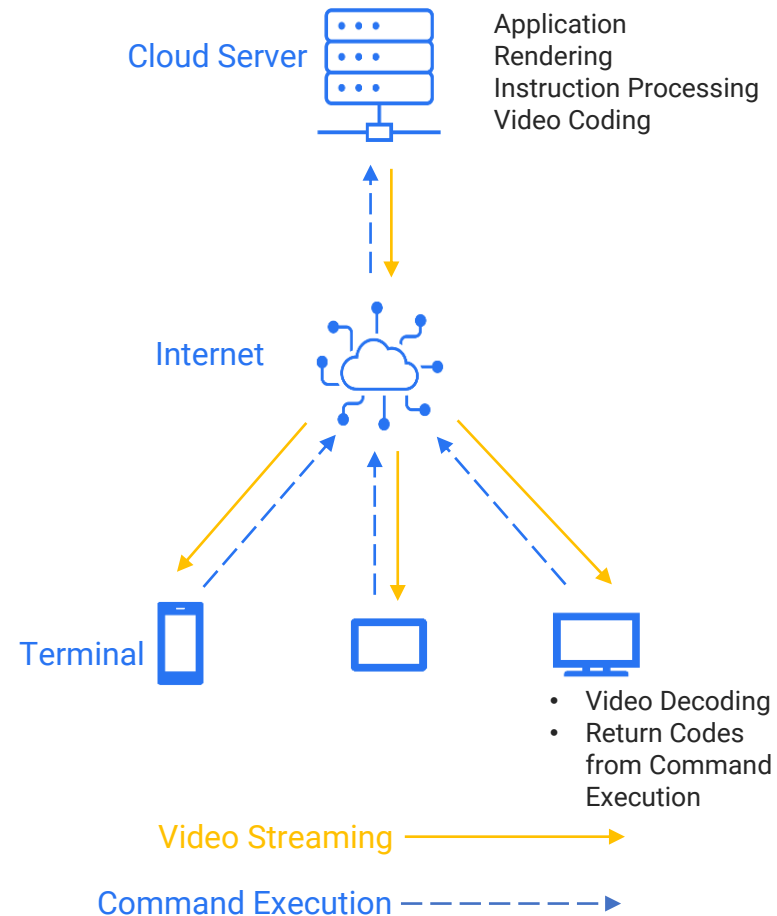 Cloud Server
Application
Rendering
Instruction Processing
Video Coding
Internet
Terminal
• Video Decoding
• Return Codes
from Command
Execution
Video Streaming
Command Execution